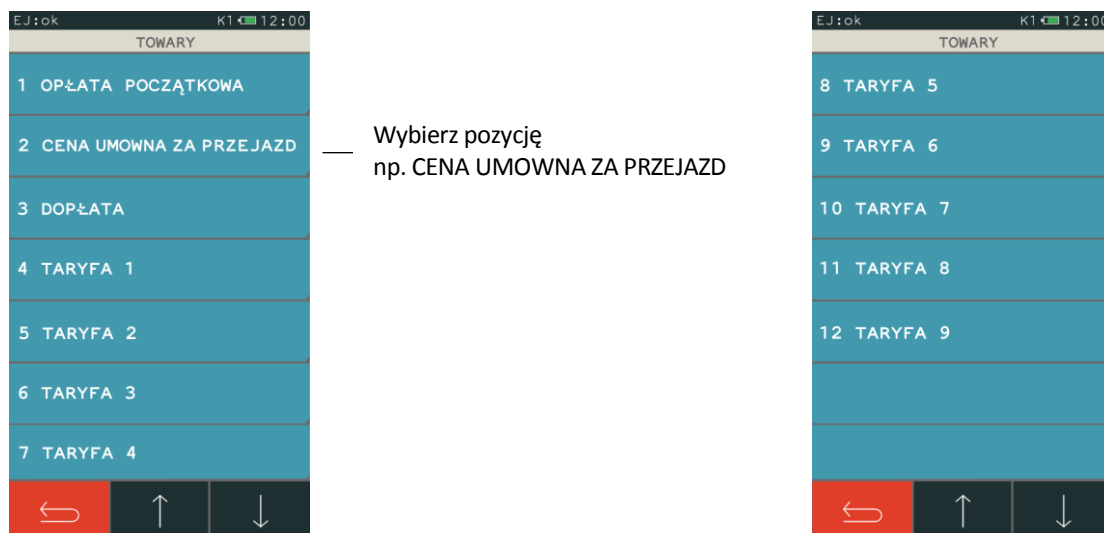 EJ:ok K1 12:00
TOWARY
1 OPŁATA POCZĄTKOWA
2 CENA UMOWNA ZA PRZEJAZD
3 DOPŁATA
4 TARYFA 1
5 TARYFA 2
6 TARYFA 3
7 TARYFA 4
Wybierz pozycję
np. CENA UMOWNA ZA PRZEJAZD
EJ:ok K1 12:00
TOWARY
8 TARYFA 5
9 TARYFA 6
10 TARYFA 7
11 TARYFA 8
12 TARYFA 9